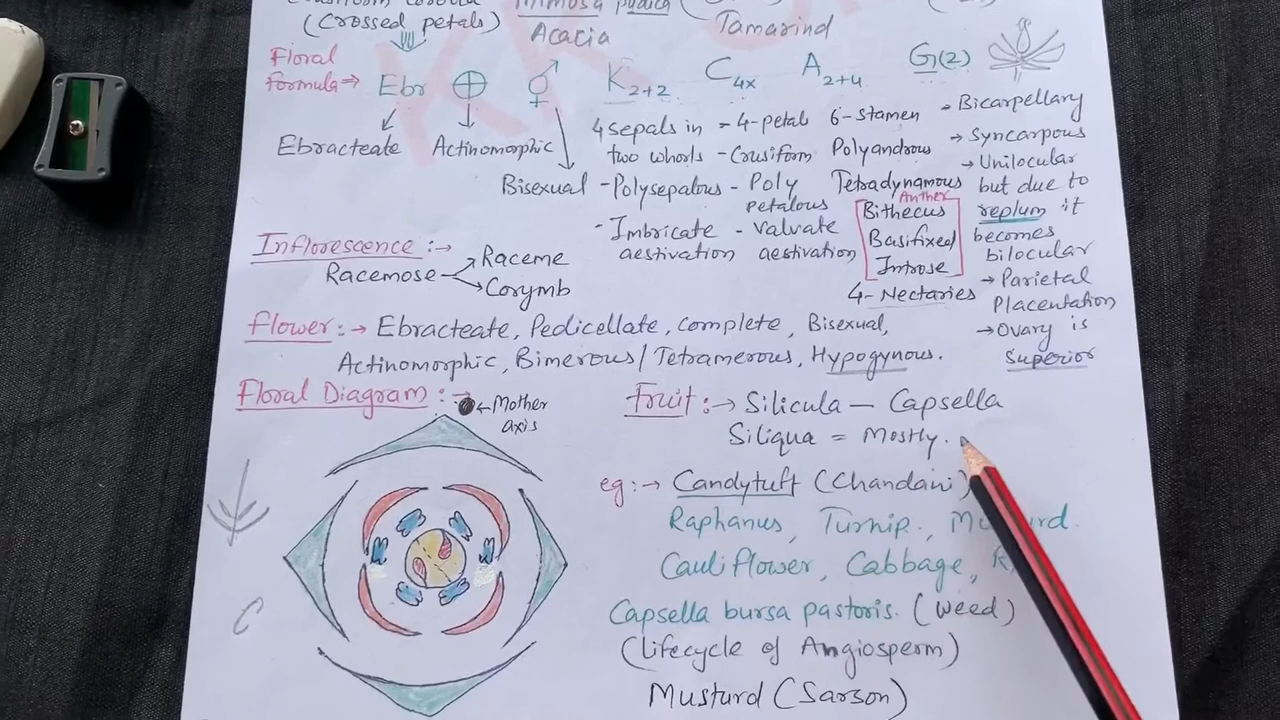 (Crossed petals)
Mimosa pudica
Acacia
Tamarind
Floral
Formula→ Ebr ⊕ ⚥ K2+2 C4x A2+4 G(2)
Ebracteate
Actinomorphic
Bisexual
4 sepals in
two whorls
-Polysepalous
- Imbricate
aestivation
= 4-petal
-Crusiform
- Poly
petalous
- valvate
aestivation
6-stamen
Polyandrous
Tetradynamous
Anther
Bithecus
Basifixed
Introse
4- Nectaries
→ Bicarpellary
→ Syncarpous
→ Unilocular
but due to
replum it
becomes
bilocular
→ Parietal
Placentation
→ Ovary is
Superior
Inflorescence :→
Racemose
Raceme
Corymb
Flower:→ Ebracteate, Pedicellate, complete, Bisexual,
Actinomorphic, Bimerous/Tetramerous, Hypogynous.
Floral Diagram :→
←Mother
axis
Fruit:→ Silicula — Capsella
Siliqua = Mostly.
eg:→ Candytuft (Chandani)
Raphanus, Turnip,
Cauliflower, Cabbage,
Capsella bursa pastoris. (weed)
(lifecycle of Angiosperm)
Musturd (Sarson)